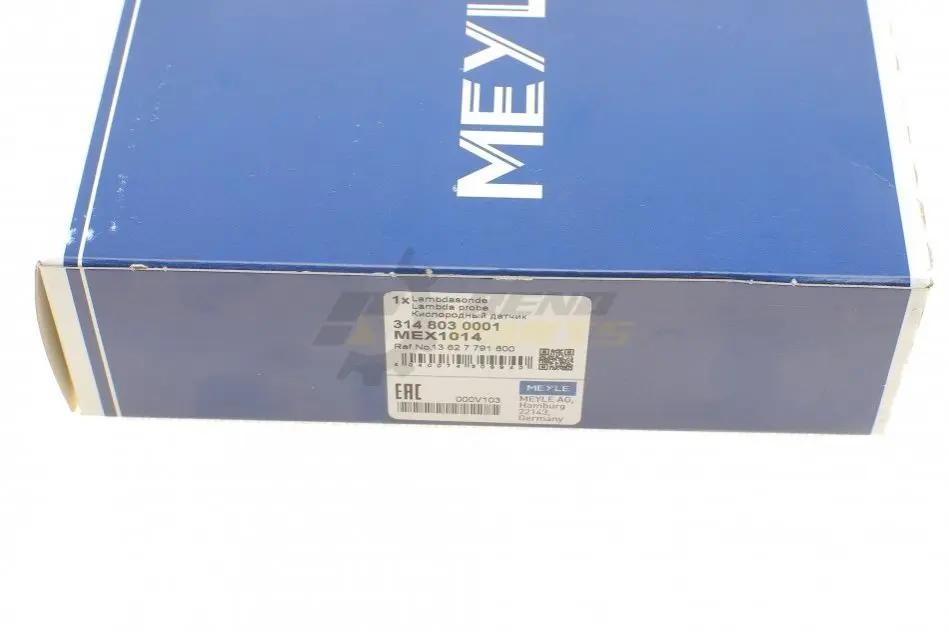 MEYL
1x Lambdasonde
Lambda probe
Кислородный датчик
314 803 0001
MEX1014
Ref.No.13 62 7 791 600
EAC
000V103
MEYLE
MEYLE AG,
Hamburg
22143,
Germany